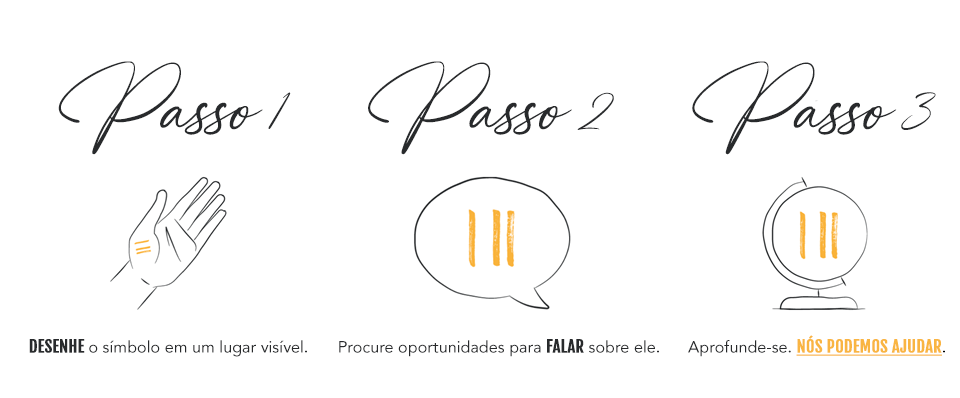 Passo 1
Passo 2
Passo 3
DESENHE o símbolo em um lugar visível.
Procure oportunidades para FALAR sobre ele.
Aprofunde-se. NÓS PODEMOS AJUDAR.